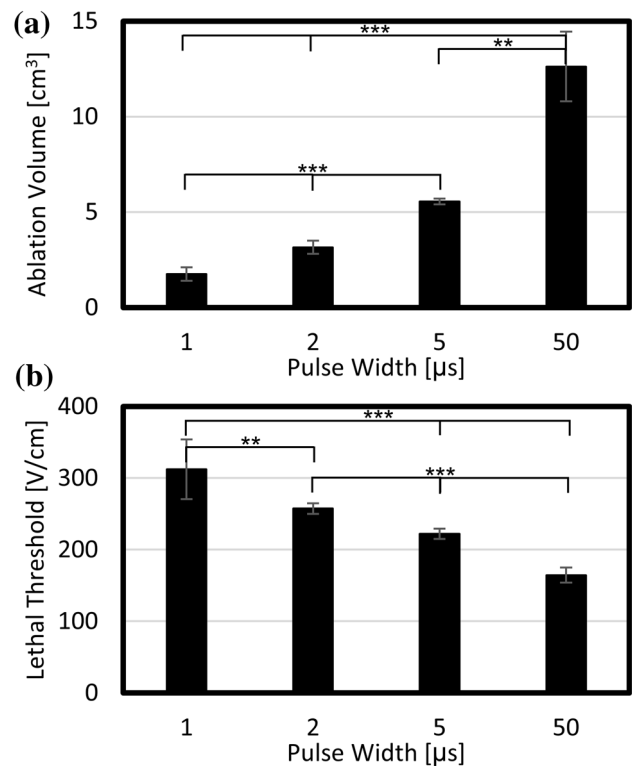 (a)
Ablation Volume [cm³]
15
10
5
0
***
**
***
1 2 5 50
Pulse Width [µs]
(b)
Lethal Threshold [V/cm]
400
300
200
100
0
***
**
***
1 2 5 50
Pulse Width [µs]